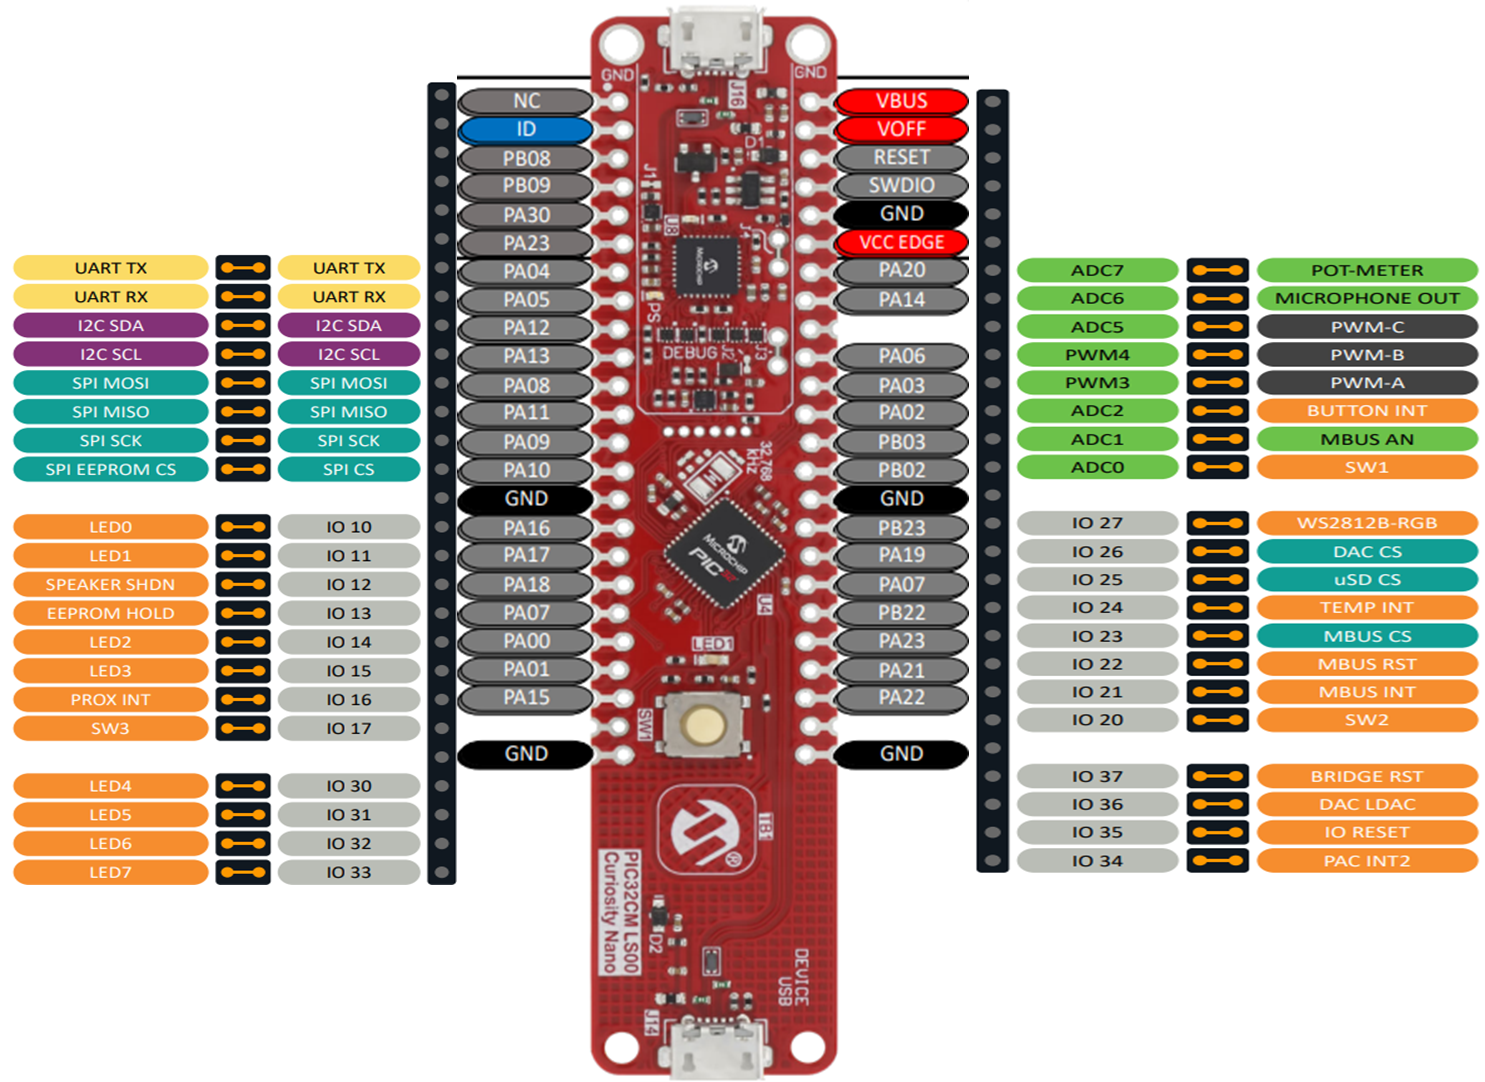 GND GND
J16
NC VBUS
ID VOFF
PB08 RESET
PB09 SWDIO
PA30 GND
PA23 VCC EDGE
UART TX UART TX PA04 PA20 ADC7 POT-METER
UART RX UART RX PA05 PA14 ADC6 MICROPHONE OUT
I2C SDA I2C SDA PA12 ADC5 PWM-C
I2C SCL I2C SCL PA13 PA06 PWM4 PWM-B
SPI MOSI SPI MOSI PA08 PA03 PWM3 PWM-A
SPI MISO SPI MISO PA11 PA02 ADC2 BUTTON INT
SPI SCK SPI SCK PA09 PB03 ADC1 MBUS AN
SPI EEPROM CS SPI CS PA10 PB02 ADC0 SW1
GND GND
LED0 IO 10 PA16 PB23 IO 27 WS2812B-RGB
LED1 IO 11 PA17 PA19 IO 26 DAC CS
SPEAKER SHDN IO 12 PA18 PA07 IO 25 uSD CS
EEPROM HOLD IO 13 PA07 PB22 IO 24 TEMP INT
LED2 IO 14 PA00 PA23 IO 23 MBUS CS
LED3 IO 15 PA01 PA21 IO 22 MBUS RST
PROX INT IO 16 PA15 PA22 IO 21 MBUS INT
SW3 IO 17 IO 20 SW2
GND GND
LED4 IO 30 IO 37 BRIDGE RST
LED5 IO 31 IO 36 DAC LDAC
LED6 IO 32 IO 35 IO RESET
LED7 IO 33 IO 34 PAC INT2
D1
J1
U8
J4
MICROCHIP
PS
DEBUG
J2
J3
32.768
KHZ
MICROCHIP
PIC32
U4
LED1
SW1
TB1
®
PIC32CM LS00
Curiosity Nano
D2
DEVICE
USB
J14